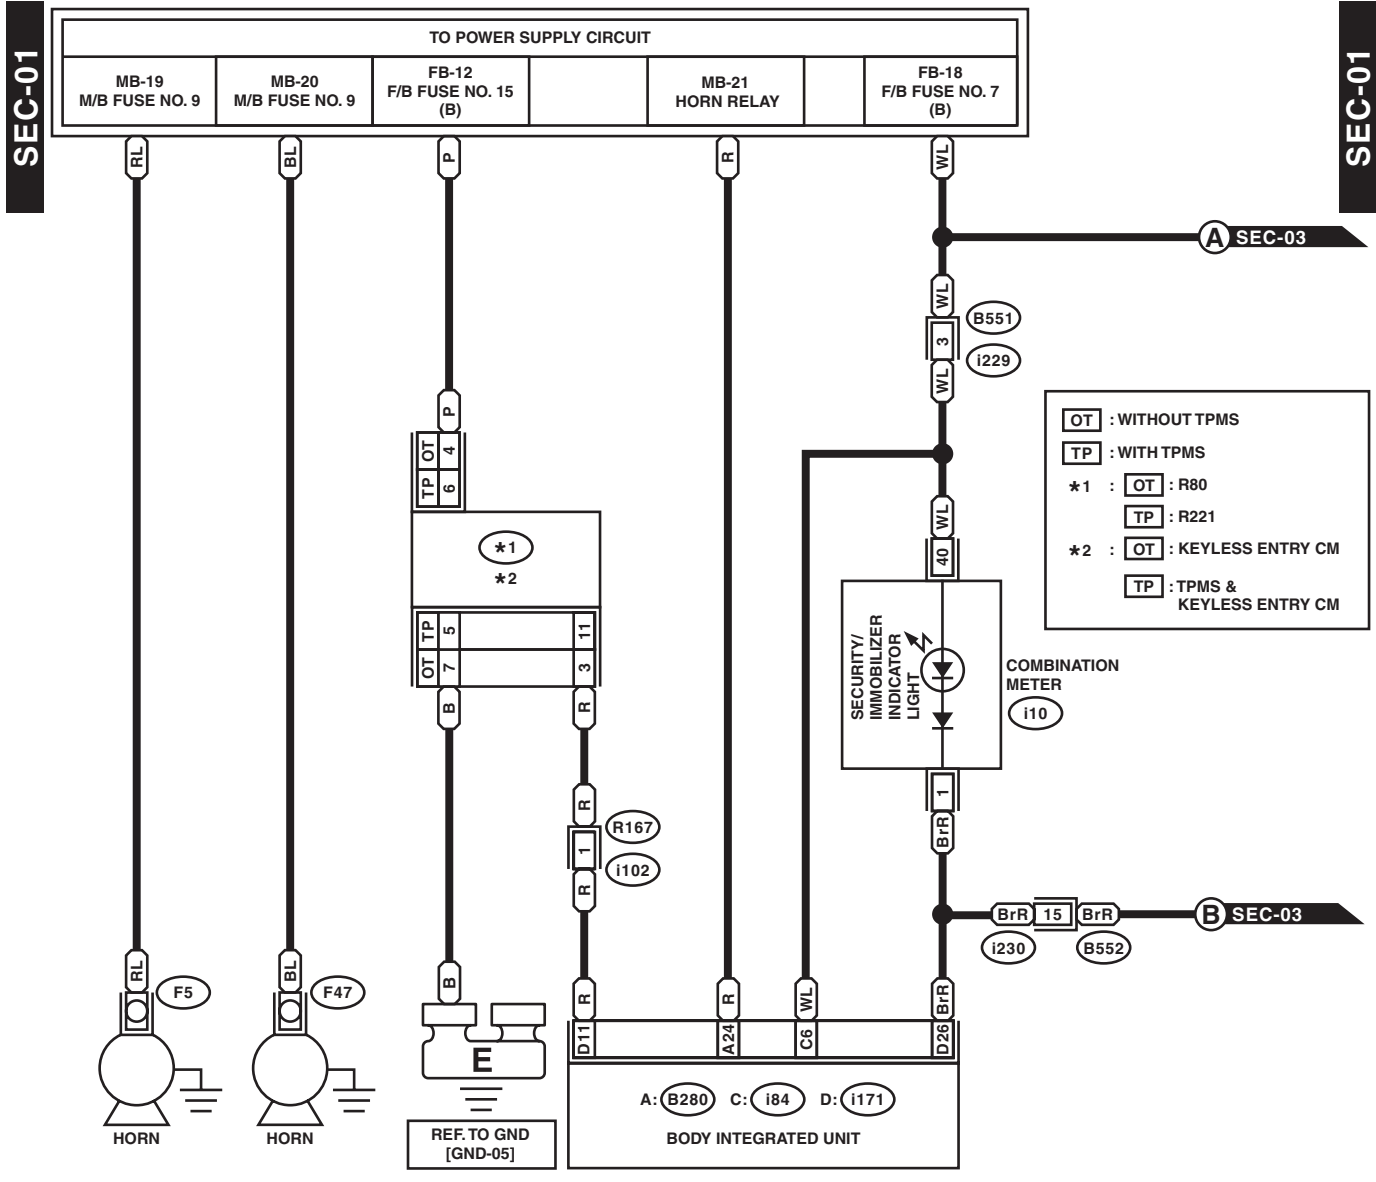 SEC-01
SEC-01
TO POWER SUPPLY CIRCUIT
MB-19
M/B FUSE NO. 9
MB-20
M/B FUSE NO. 9
FB-12
F/B FUSE NO. 15
(B)
MB-21
HORN RELAY
FB-18
F/B FUSE NO. 7
(B)
RL
BL
P
R
WL
A SEC-03
WL
B551
3
i229
WL
P
OT 4
TP 6
*1
*2
TP 5 11
OT 7 3
B
R
WL
40
SECURITY/
IMMOBILIZER
INDICATOR
LIGHT
COMBINATION
METER
i10
1
BrR
OT : WITHOUT TPMS
TP : WITH TPMS
*1 : OT : R80
TP : R221
*2 : OT : KEYLESS ENTRY CM
TP : TPMS &
KEYLESS ENTRY CM
R
R167
1
i102
R
BrR 15 BrR
B SEC-03
i230
B552
RL
F5
BL
F47
B
R
R
WL
BrR
D11
A24
C6
D26
E
A: B280 C: i84 D: i171
BODY INTEGRATED UNIT
HORN
HORN
REF. TO GND
[GND-05]